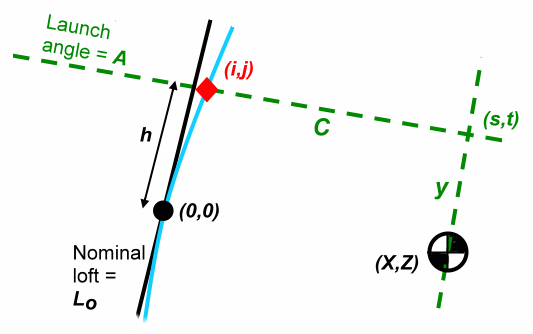 Launch
angle = A
(i,j)
(s,t)
C
h
y
(0,0)
Nominal
loft =
Lo
(X,Z)